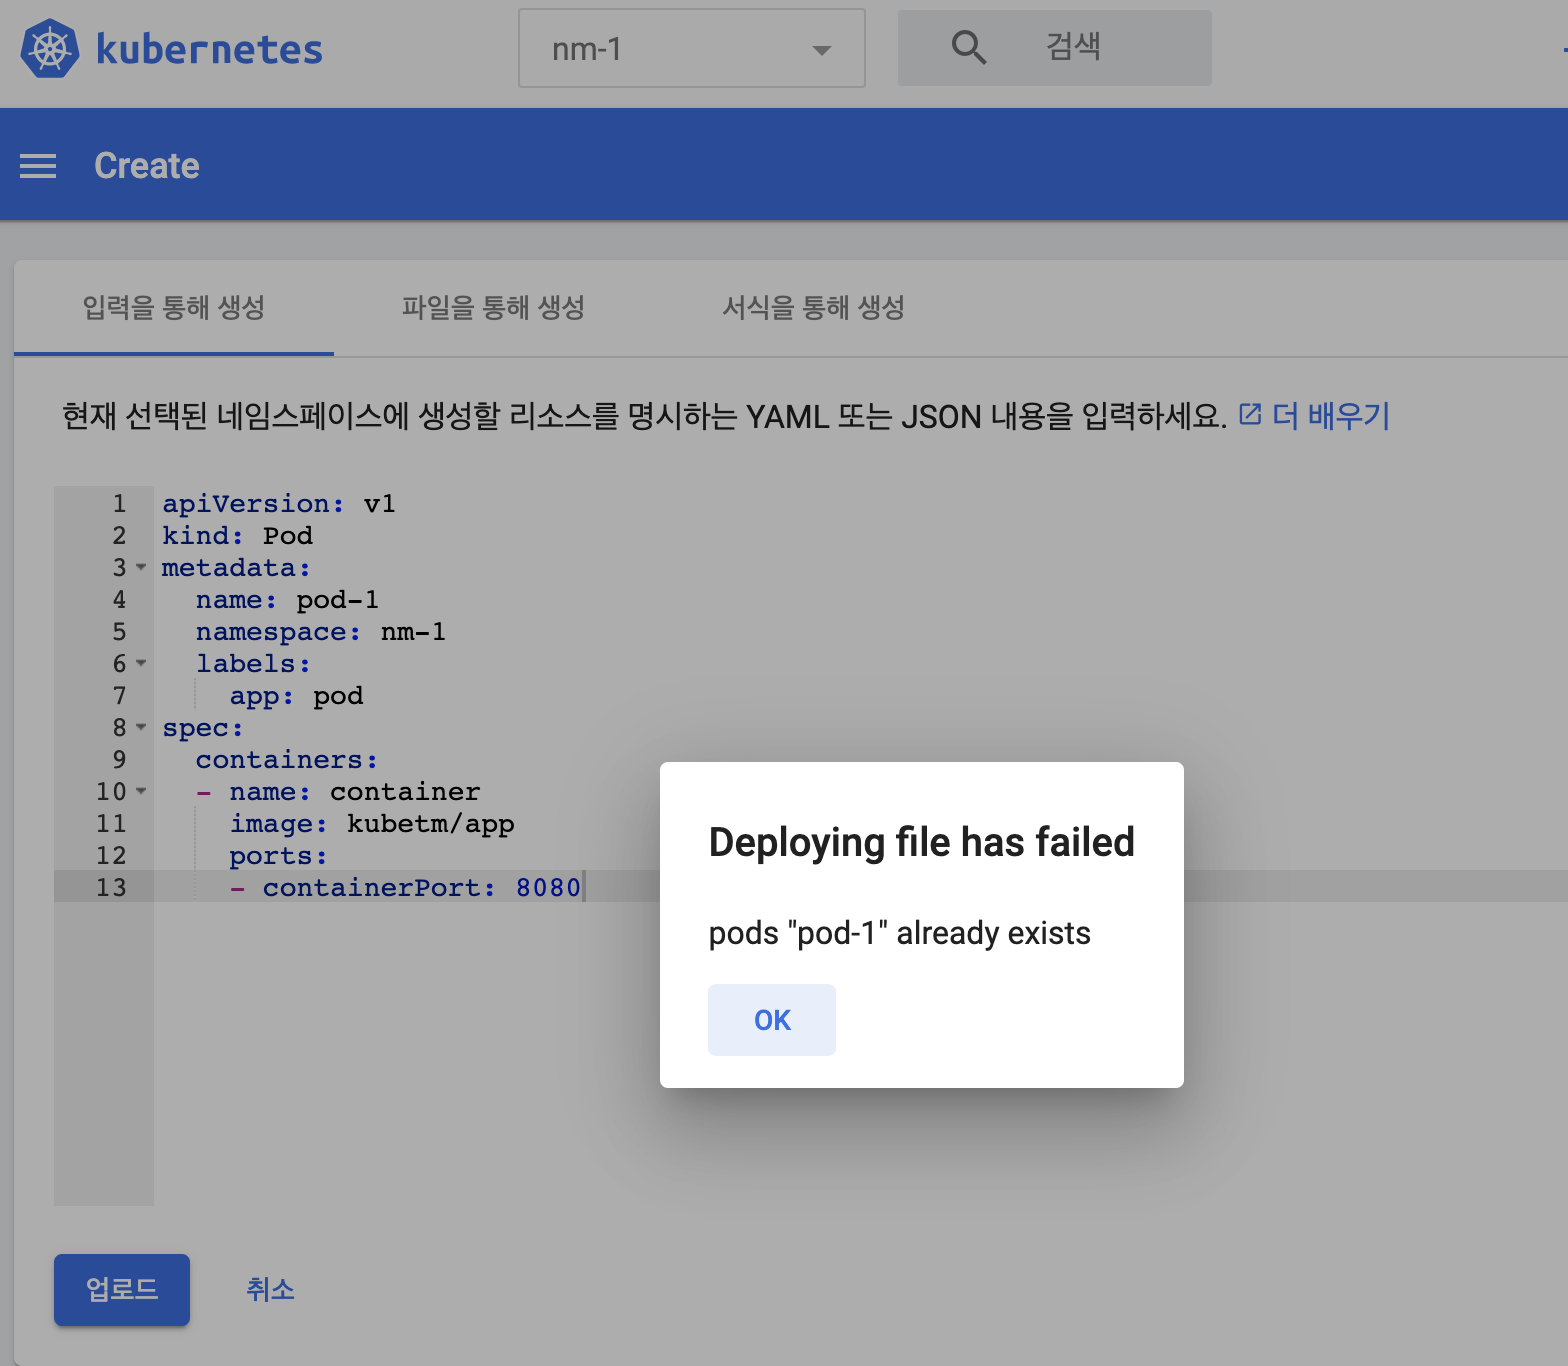 kubernetes
nm-1
검색
Create
입력을 통해 생성
파일을 통해 생성
서식을 통해 생성
현재 선택된 네임스페이스에 생성할 리소스를 명시하는 YAML 또는 JSON 내용을 입력하세요. 더 배우기
1 apiVersion: v1
2 kind: Pod
3 metadata:
4   name: pod-1
5   namespace: nm-1
6   labels:
7     app: pod
8 spec:
9   containers:
10   - name: container
11     image: kubetm/app
12     ports:
13     - containerPort: 8080
Deploying file has failed
pods "pod-1" already exists
OK
업로드
취소